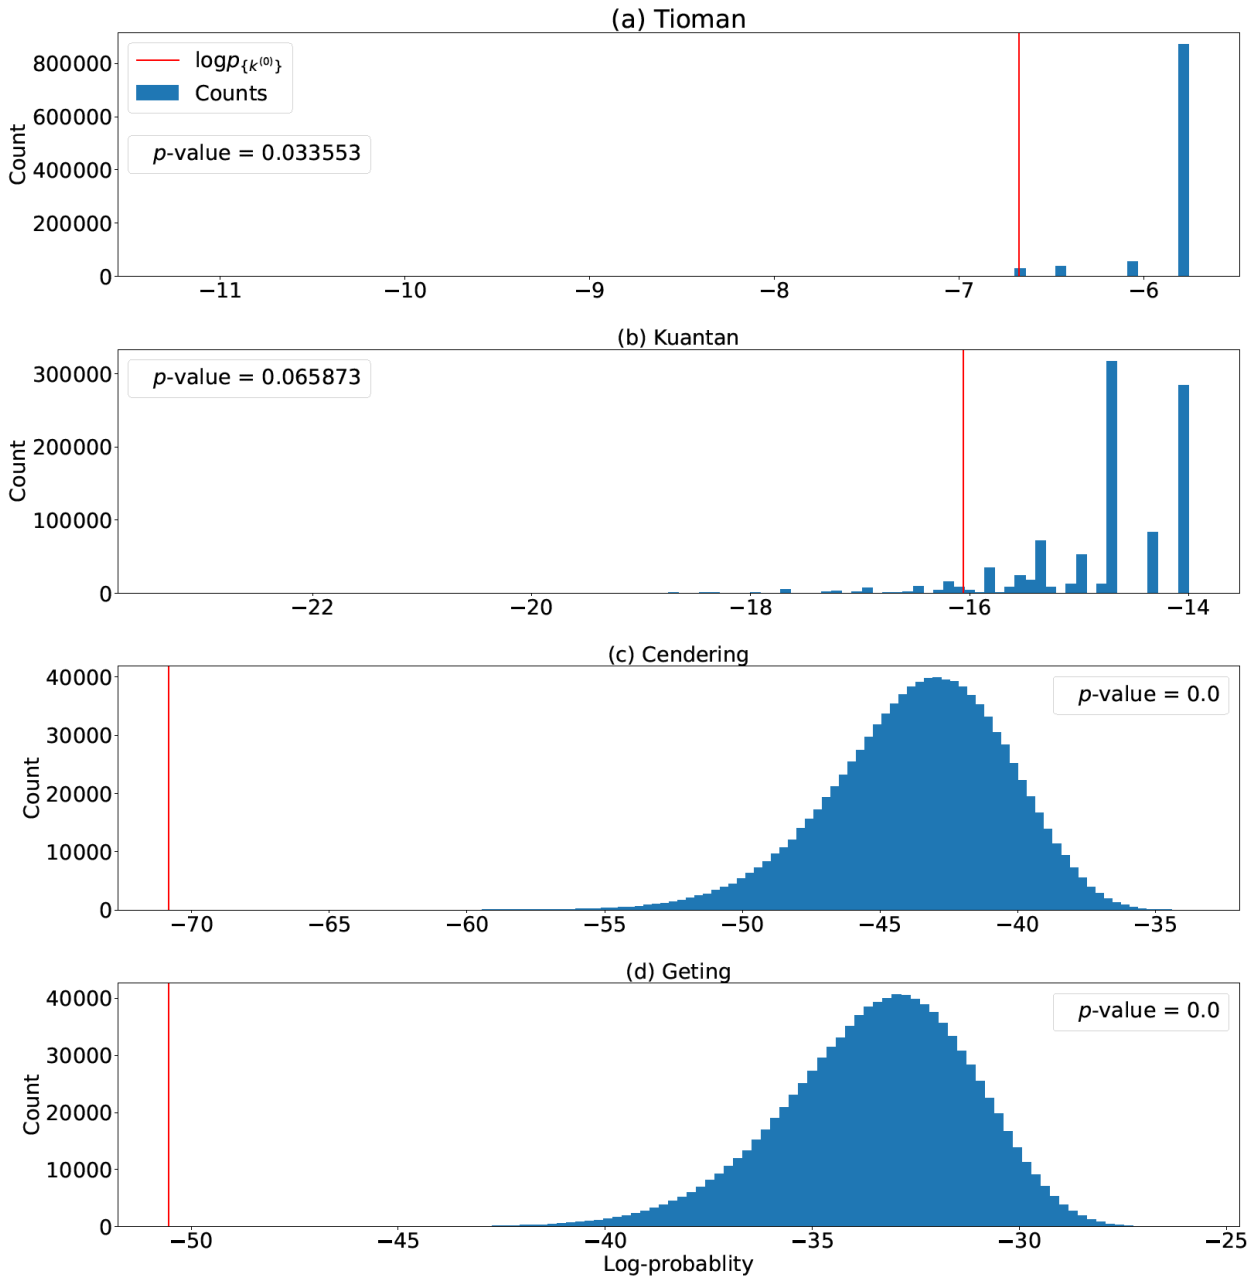 (a) Tioman
logp_{k^(0)}
Counts
p-value = 0.033553
Count
800000
600000
400000
200000
0
−11 −10 −9 −8 −7 −6
(b) Kuantan
p-value = 0.065873
Count
300000
200000
100000
0
−22 −20 −18 −16 −14
(c) Cendering
p-value = 0.0
Count
40000
30000
20000
10000
0
−70 −65 −60 −55 −50 −45 −40 −35
(d) Geting
p-value = 0.0
Count
40000
30000
20000
10000
0
−50 −45 −40 −35 −30 −25
Log-probablity